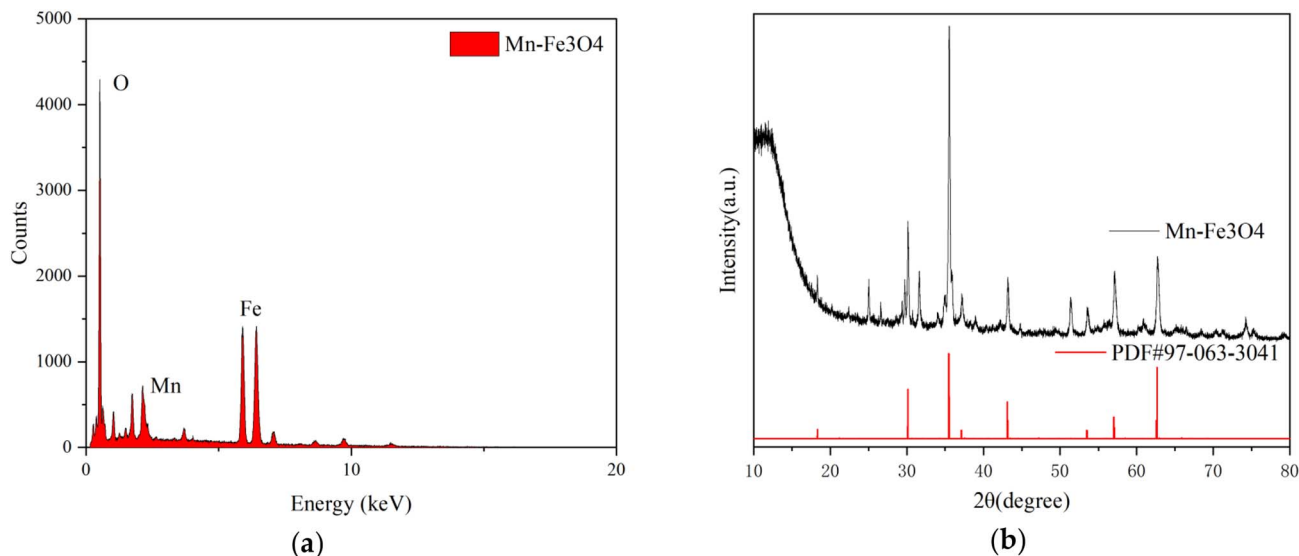 5000
4000
3000
2000
1000
0
Counts
O
Mn
Fe
Mn-Fe3O4
0
10
20
Energy (keV)
(a)
Intensity(a.u.)
Mn-Fe3O4
PDF#97-063-3041
10 20 30 40 50 60 70 80
2θ(degree)
(b)